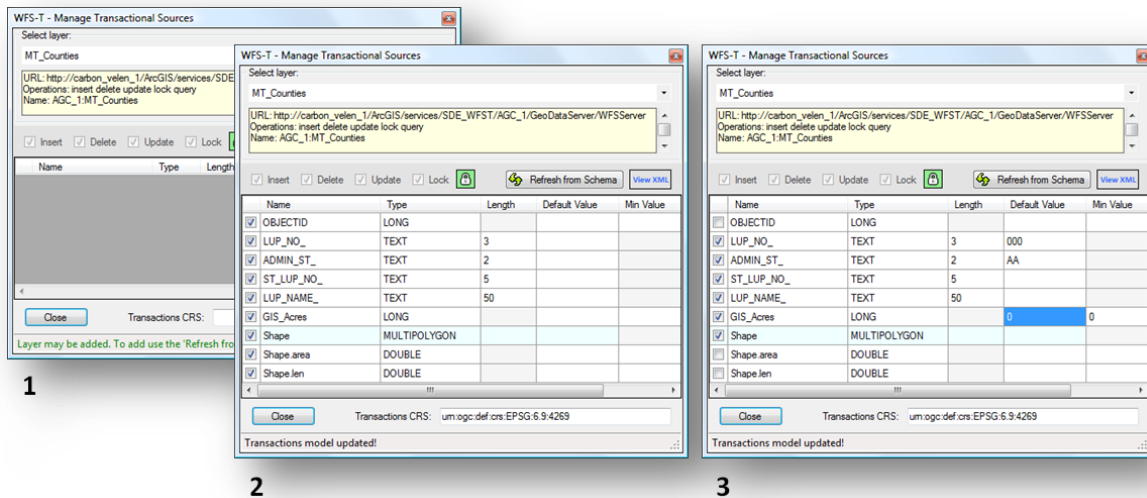 WFS-T - Manage Transactional Sources
Select layer:
MT_Counties
URL: http://carbon_velen_1/ArcGIS/services/SDE
Operations: insert delete update lock query
Name: AGC_1:MT_Counties
Insert Delete Update Lock
Name Type Length
Close Transactions CRS:
Layer may be added. To add use the 'Refresh fro
1
WFS-T - Manage Transactional Sources
Select layer:
MT_Counties
URL: http://carbon_velen_1/ArcGIS/services/SDE_WFST/AGC_1/GeoDataServer/WFSServer
Operations: insert delete update lock query
Name: AGC_1:MT_Counties
Insert Delete Update Lock Refresh from Schema View XML
Name Type Length Default Value Min Value
OBJECTID LONG
LUP_NO_ TEXT 3
ADMIN_ST_ TEXT 2
ST_LUP_NO_ TEXT 5
LUP_NAME_ TEXT 50
GIS_Acres LONG
Shape MULTIPOLYGON
Shape.area DOUBLE
Shape.len DOUBLE
Close Transactions CRS: urn:ogc:def:crs:EPSG:6.9:4269
Transactions model updated!
2
WFS-T - Manage Transactional Sources
Select layer:
MT_Counties
URL: http://carbon_velen_1/ArcGIS/services/SDE_WFST/AGC_1/GeoDataServer/WFSServer
Operations: insert delete update lock query
Name: AGC_1:MT_Counties
Insert Delete Update Lock Refresh from Schema View XML
Name Type Length Default Value Min Value
OBJECTID LONG
LUP_NO_ TEXT 3 000
ADMIN_ST_ TEXT 2 AA
ST_LUP_NO_ TEXT 5
LUP_NAME_ TEXT 50
GIS_Acres LONG 0 0
Shape MULTIPOLYGON
Shape.area DOUBLE
Shape.len DOUBLE
Close Transactions CRS: urn:ogc:def:crs:EPSG:6.9:4269
Transactions model updated!
3